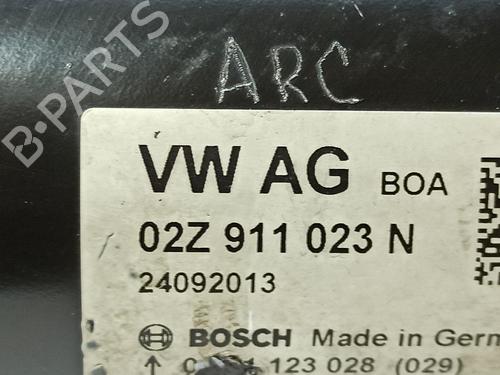 B-PARTS
ARC
VW AG BOA
02Z 911 023 N
24092013
BOSCH Made in Germ
123 028 (029)